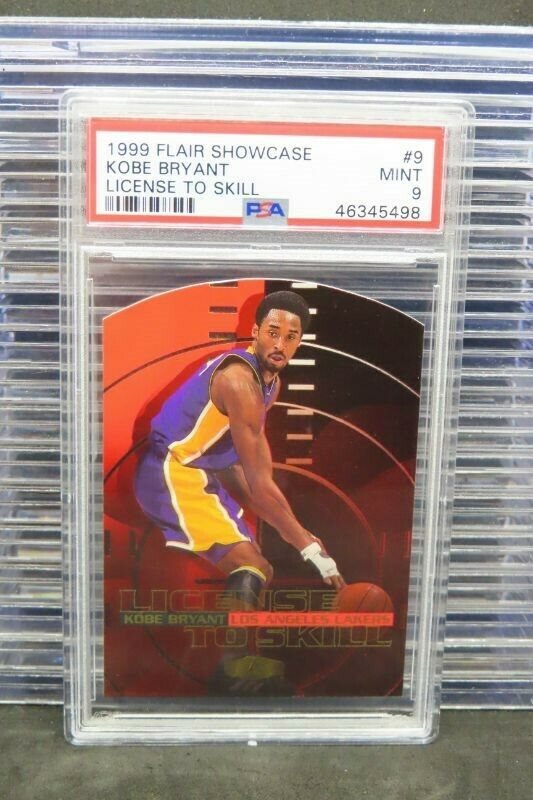 1999 FLAIR SHOWCASE #9
KOBE BRYANT MINT
LICENSE TO SKILL 9
PSA 46345498
LICENSE
KOBE BRYANT LOS ANGELES LAKERS
TO SKILL